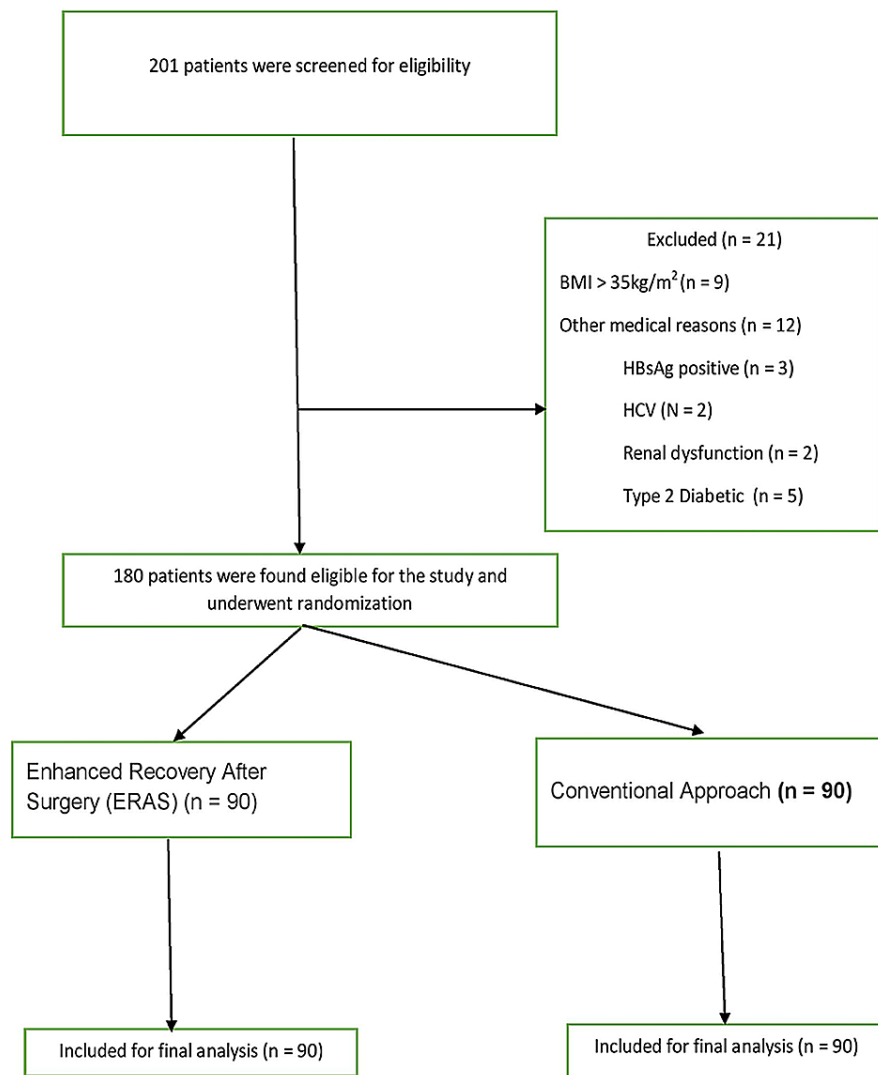 201 patients were screened for eligibility
Excluded (n = 21)
BMI > 35kg/m² (n = 9)
Other medical reasons (n = 12)
HBsAg positive (n = 3)
HCV (N = 2)
Renal dysfunction (n = 2)
Type 2 Diabetic (n = 5)
180 patients were found eligible for the study and
underwent randomization
Enhanced Recovery After
Surgery (ERAS) (n = 90)
Conventional Approach (n = 90)
Included for final analysis (n = 90)
Included for final analysis (n = 90)